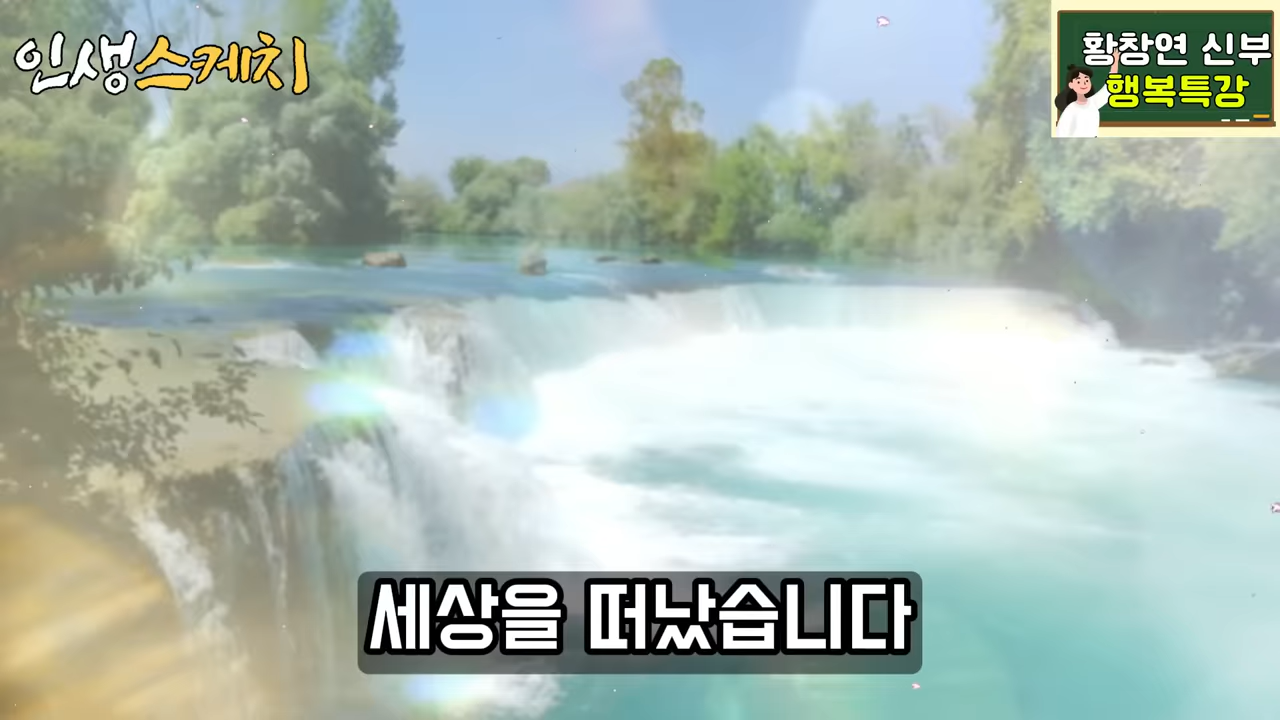 인생스케치
황창연 신부
행복특강
세상을 떠났습니다